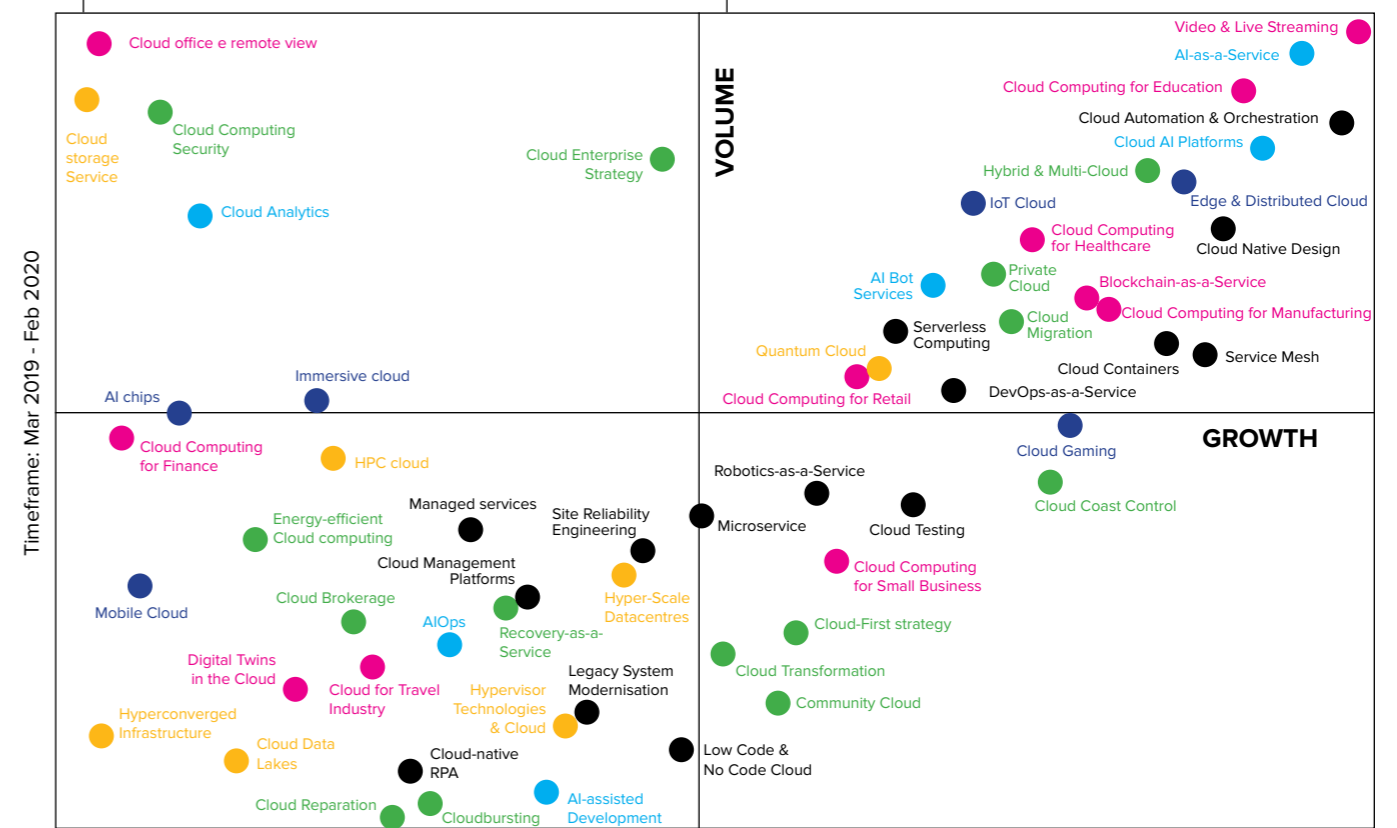 Timeframe: Mar 2019 - Feb 2020
Cloud office e remote view
Cloud
storage
Service
Cloud Computing
Security
Cloud Enterprise
Strategy
Cloud Analytics
AI chips
Immersive cloud
VOLUME
Video & Live Streaming
AI-as-a-Service
Cloud Computing for Education
Cloud Automation & Orchestration
Cloud AI Platforms
Hybrid & Multi-Cloud
Edge & Distributed Cloud
IoT Cloud
Cloud Computing
for Healthcare
Cloud Native Design
Private
Cloud
AI Bot
Services
Blockchain-as-a-Service
Cloud Computing for Manufacturing
Cloud
Migration
Serverless
Computing
Quantum Cloud
Cloud Containers
Service Mesh
Cloud Computing for Retail
DevOps-as-a-Service
GROWTH
Cloud Computing
for Finance
HPC cloud
Managed services
Site Reliability
Engineering
Energy-efficient
Cloud computing
Cloud Management
Platforms
Mobile Cloud
Cloud Brokerage
Hyper-Scale
Datacentres
AIOps
Recovery-as-a-
Service
Digital Twins
in the Cloud
Cloud for Travel
Industry
Legacy System
Modernisation
Hypervisor
Technologies
& Cloud
Hyperconverged
Infrastructure
Cloud Data
Lakes
Cloud-native
RPA
Low Code &
No Code Cloud
Cloud Reparation
Cloudbursting
AI-assisted
Development
Cloud Gaming
Robotics-as-a-Service
Cloud Coast Control
Microservice
Cloud Testing
Cloud Computing
for Small Business
Cloud-First strategy
Cloud Transformation
Community Cloud